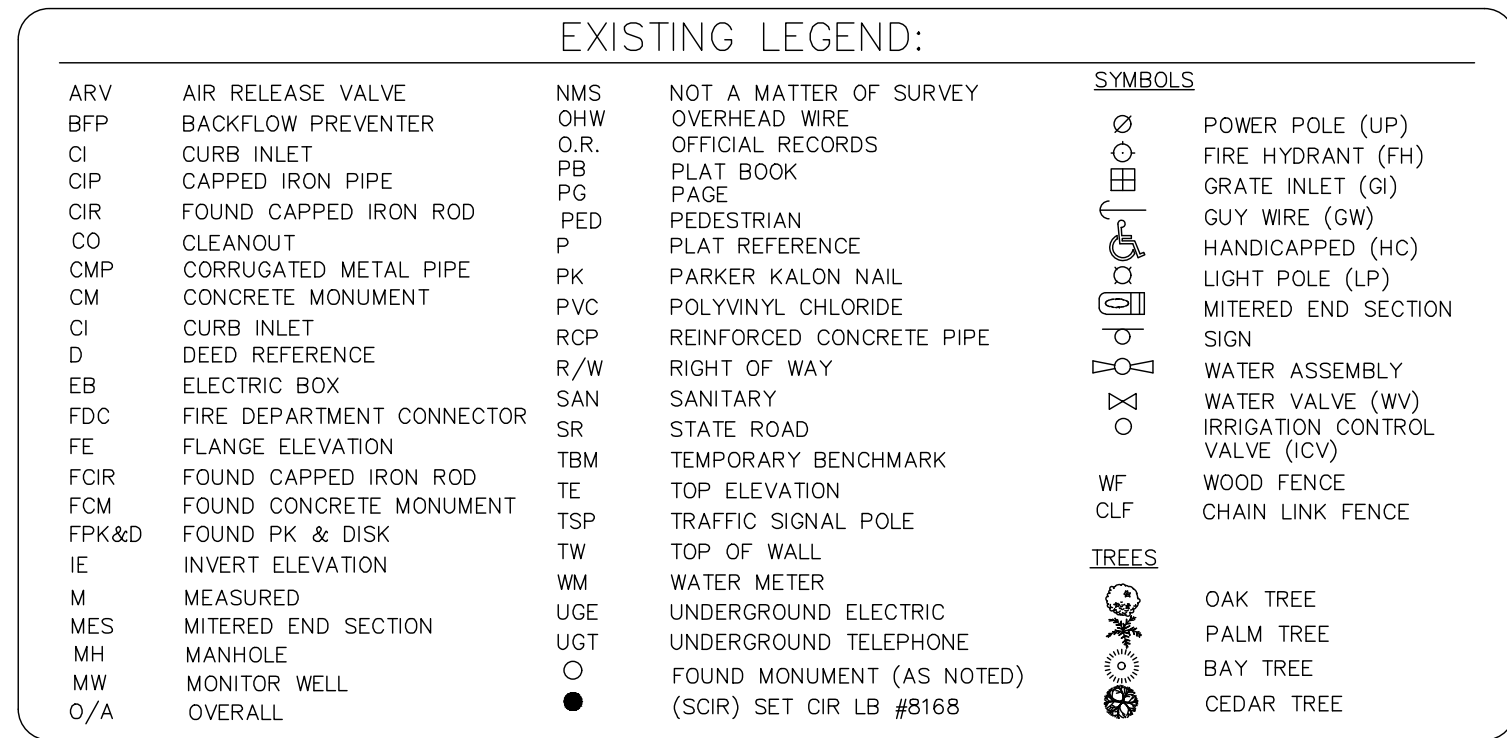 EXISTING LEGEND:
ARV AIR RELEASE VALVE
BFP BACKFLOW PREVENTER
CI CURB INLET
CIP CAPPED IRON PIPE
CIR FOUND CAPPED IRON ROD
CO CLEANOUT
CMP CORRUGATED METAL PIPE
CM CONCRETE MONUMENT
CI CURB INLET
D DEED REFERENCE
EB ELECTRIC BOX
FDC FIRE DEPARTMENT CONNECTOR
FE FLANGE ELEVATION
FCIR FOUND CAPPED IRON ROD
FCM FOUND CONCRETE MONUMENT
FPK&D FOUND PK & DISK
IE INVERT ELEVATION
M MEASURED
MES MITERED END SECTION
MH MANHOLE
MW MONITOR WELL
O/A OVERALL
NMS NOT A MATTER OF SURVEY
OHW OVERHEAD WIRE
O.R. OFFICIAL RECORDS
PB PLAT BOOK
PG PAGE
PED PEDESTRIAN
P PLAT REFERENCE
PK PARKER KALON NAIL
PVC POLYVINYL CHLORIDE
RCP REINFORCED CONCRETE PIPE
R/W RIGHT OF WAY
SAN SANITARY
SR STATE ROAD
TBM TEMPORARY BENCHMARK
TE TOP ELEVATION
TSP TRAFFIC SIGNAL POLE
TW TOP OF WALL
WM WATER METER
UGE UNDERGROUND ELECTRIC
UGT UNDERGROUND TELEPHONE
FOUND MONUMENT (AS NOTED)
(SCIR) SET CIR LB #8168
SYMBOLS
POWER POLE (UP)
FIRE HYDRANT (FH)
GRATE INLET (GI)
GUY WIRE (GW)
HANDICAPPED (HC)
LIGHT POLE (LP)
MITERED END SECTION
SIGN
WATER ASSEMBLY
WATER VALVE (WV)
IRRIGATION CONTROL
VALVE (ICV)
WF WOOD FENCE
CLF CHAIN LINK FENCE
TREES
OAK TREE
PALM TREE
BAY TREE
CEDAR TREE